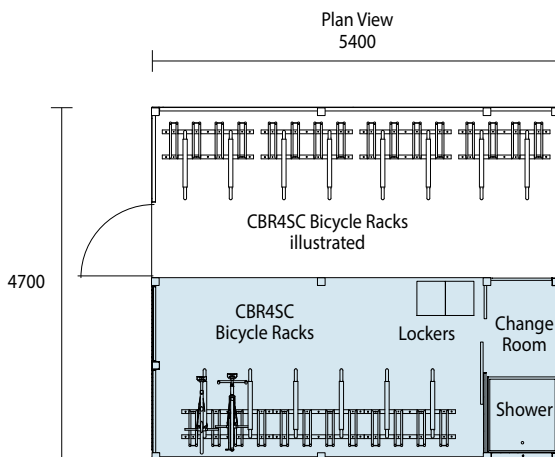 Plan View
5400
CBR4SC Bicycle Racks
illustrated
4700
CBR4SC
Bicycle Racks
Lockers
Change
Room
Shower